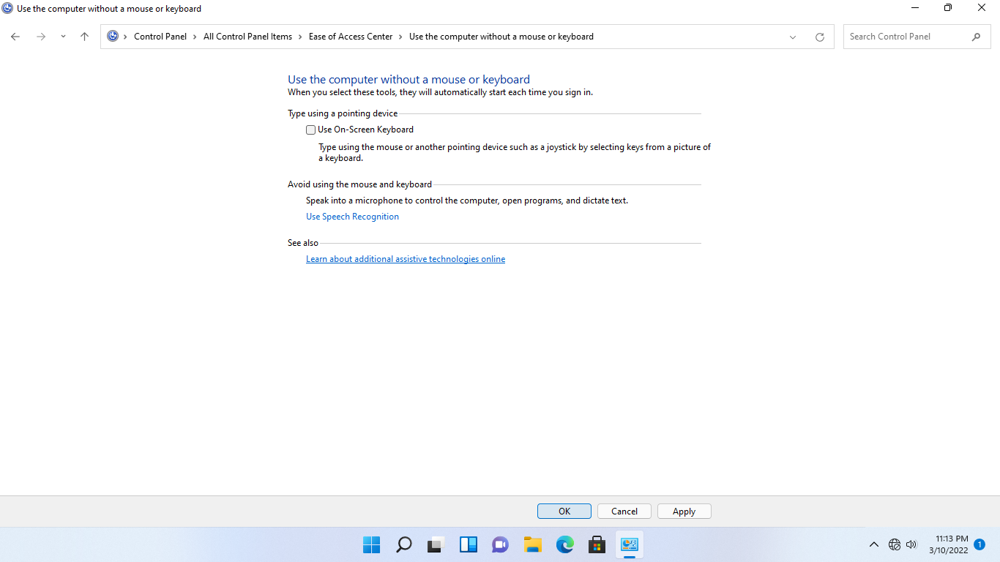 Use the computer without a mouse or keyboard
Control Panel > All Control Panel Items > Ease of Access Center > Use the computer without a mouse or keyboard
Search Control Panel
Use the computer without a mouse or keyboard
When you select these tools, they will automatically start each time you sign in.
Type using a pointing device
Use On-Screen Keyboard
Type using the mouse or another pointing device such as a joystick by selecting keys from a picture of
a keyboard.
Avoid using the mouse and keyboard
Speak into a microphone to control the computer, open programs, and dictate text.
Use Speech Recognition
See also
Learn about additional assistive technologies online
OK
Cancel
Apply
11:13 PM
3/10/2022
1